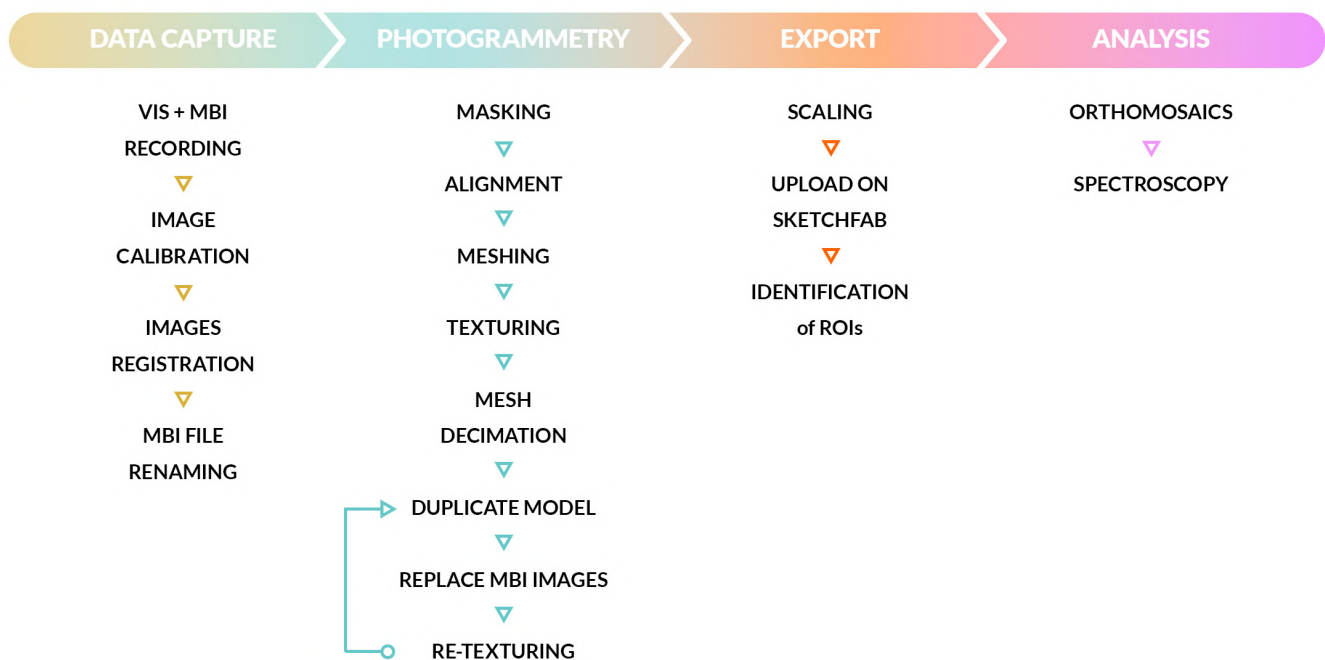 DATA CAPTURE
VIS + MBI
RECORDING
IMAGE
CALIBRATION
IMAGES
REGISTRATION
MBI FILE
RENAMING
PHOTOGRAMMETRY
MASKING
ALIGNMENT
MESHING
TEXTURING
MESH
DECIMATION
DUPLICATE MODEL
REPLACE MBI IMAGES
RE-TEXTURING
EXPORT
SCALING
UPLOAD ON
SKETCHFAB
IDENTIFICATION
of ROIs
ANALYSIS
ORTHOMOSAICS
SPECTROSCOPY